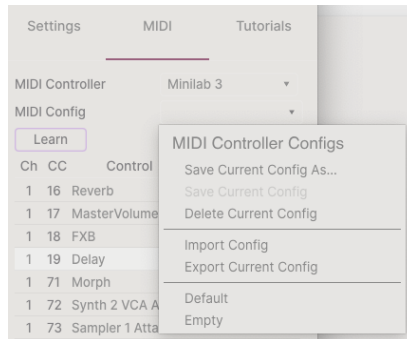 Settings MIDI Tutorials
MIDI Controller Minilab 3
MIDI Config
Learn
Ch CC Control
1 16 Reverb
1 17 MasterVolume
1 18 FXB
1 19 Delay
1 71 Morph
1 72 Synth 2 VCA A
1 73 Sampler 1 Atta
MIDI Controller Configs
Save Current Config As...
Save Current Config
Delete Current Config
Import Config
Export Current Config
Default
Empty